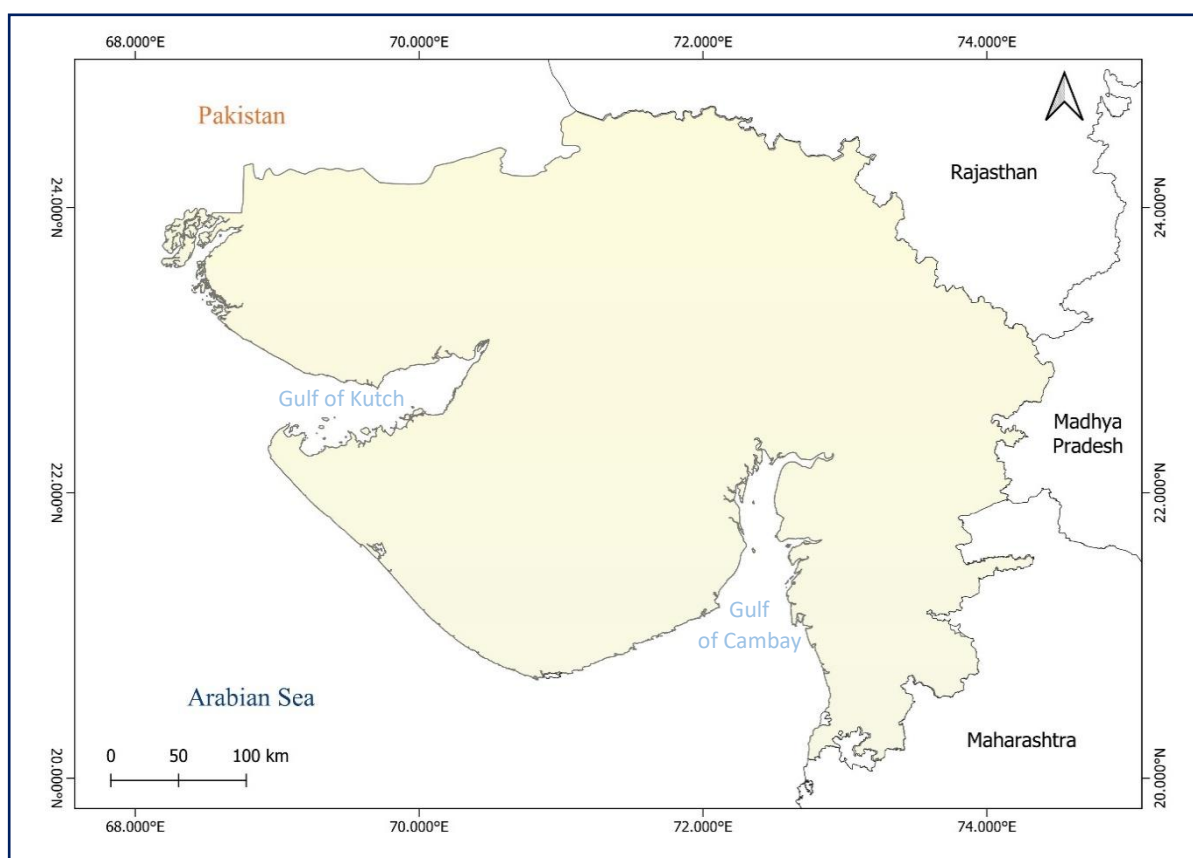 68.000°E 70.000°E 72.000°E 74.000°E
Pakistan
Rajasthan
24.000°N 24.000°N
Gulf of Kutch
Madhya
Pradesh
22.000°N 22.000°N
Gulf
of Cambay
Arabian Sea
Maharashtra
0 50 100 km
20.000°N 20.000°N
68.000°E 70.000°E 72.000°E 74.000°E